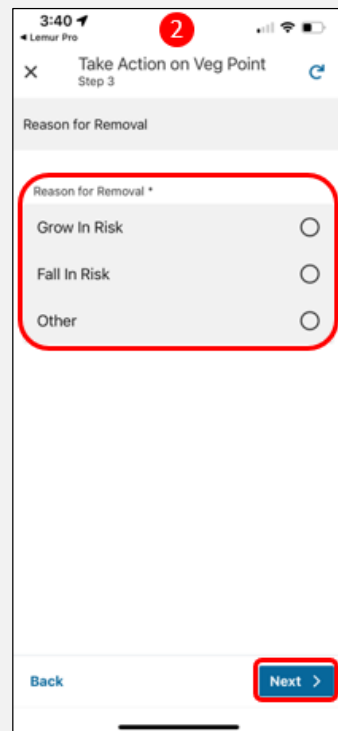 3:40
2
Lemur Pro
Take Action on Veg Point
Step 3
Reason for Removal
Reason for Removal *
Grow In Risk
Fall In Risk
Other
Back
Next